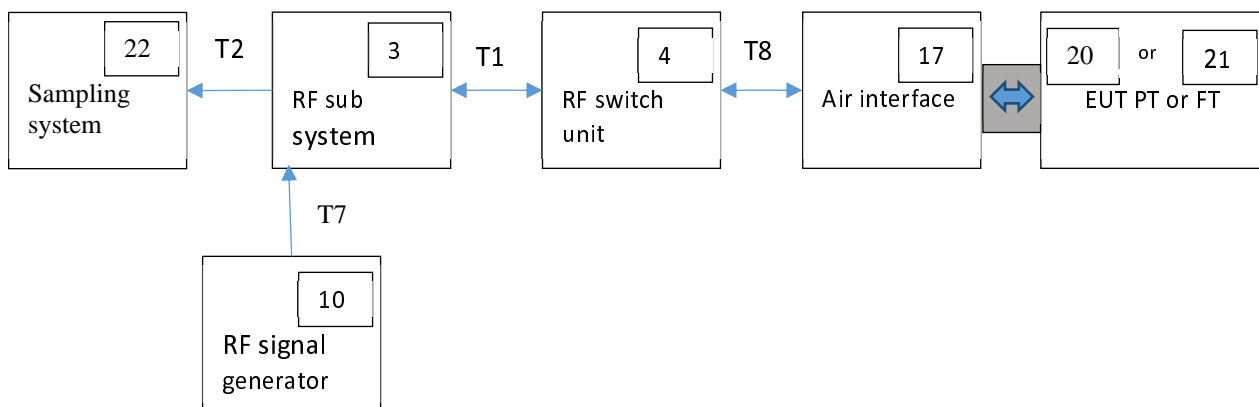 22
Sampling
system
T2
3
RF sub
system
T1
4
RF switch
unit
T8
17
Air interface
20 or 21
EUT PT or FT
T7
10
RF signal
generator